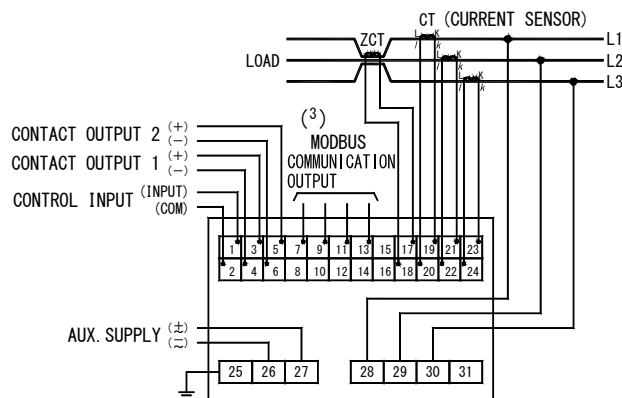 CT (CURRENT SENSOR)
ZCT
L K L1
l k
LOAD L K L2
l k
L K L3
l k
(3)
MODBUS
COMMUNICATION
OUTPUT
CONTACT OUTPUT 2 (+)
(−)
CONTACT OUTPUT 1 (+)
(−)
CONTROL INPUT (INPUT)
(COM)
1 3 5 7 9 11 13 15 17 19 21 23
2 4 6 8 10 12 14 16 18 20 22 24
AUX. SUPPLY (±)
(∓)
25 26 27 28 29 30 31